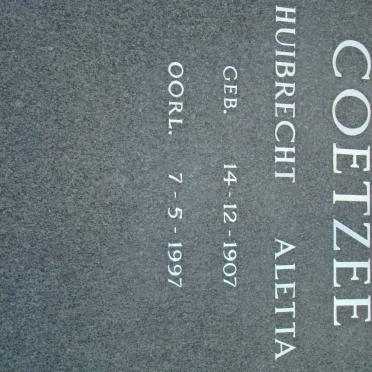 COETZEE
HUIBRECHT ALETTA
GEB. 14-12-1907
OORL. 7-5-1997